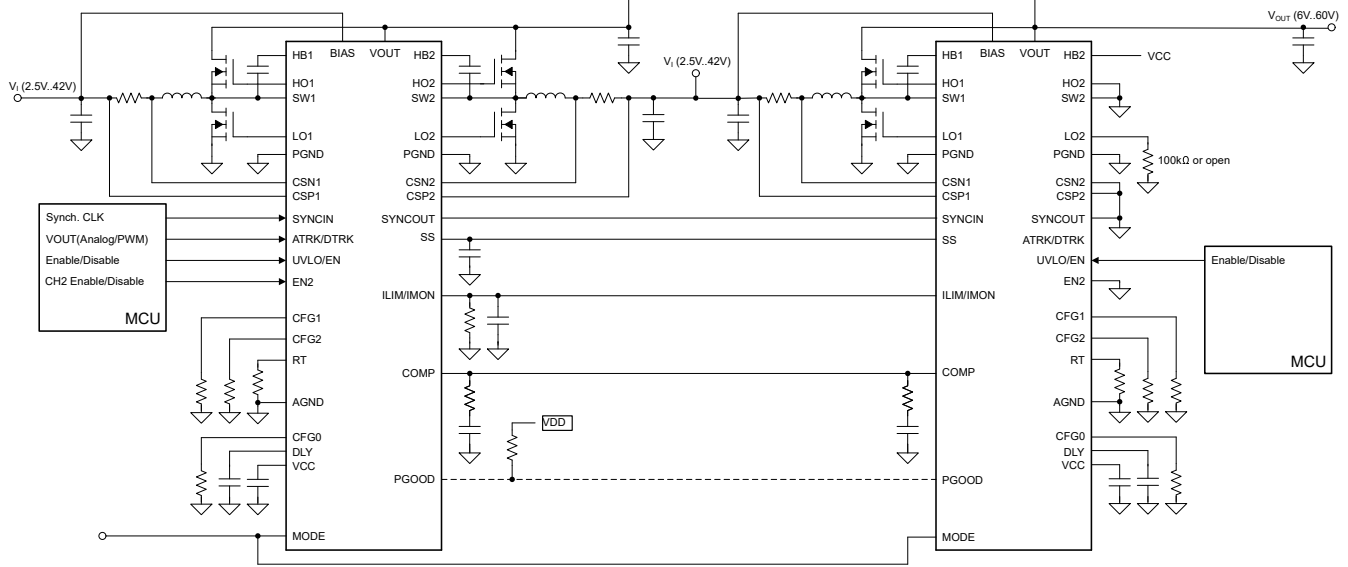 VI (2.5V..42V)
BIAS VOUT
HB1
HO1
SW1
LO1
PGND
CSN1
CSP1
SYNCIN
ATRK/DTRK
UVLO/EN
EN2
CFG1
CFG2
RT
AGND
CFG0
DLY
VCC
MODE
HB2
HO2
SW2
LO2
PGND
CSN2
CSP2
SYNCOUT
SS
ILIM/IMON
COMP
PGOOD
Synch. CLK
VOUT(Analog/PWM)
Enable/Disable
CH2 Enable/Disable
MCU
VI (2.5V..42V)
VDD
BIAS VOUT
HB1
HO1
SW1
LO1
PGND
CSN1
CSP1
SYNCIN
SS
ILIM/IMON
COMP
PGOOD
MODE
HB2
HO2
SW2
LO2
PGND
CSN2
CSP2
SYNCOUT
ATRK/DTRK
UVLO/EN
EN2
CFG1
CFG2
RT
AGND
CFG0
DLY
VCC
VCC
VOUT (6V..60V)
100kΩ or open
Enable/Disable
MCU